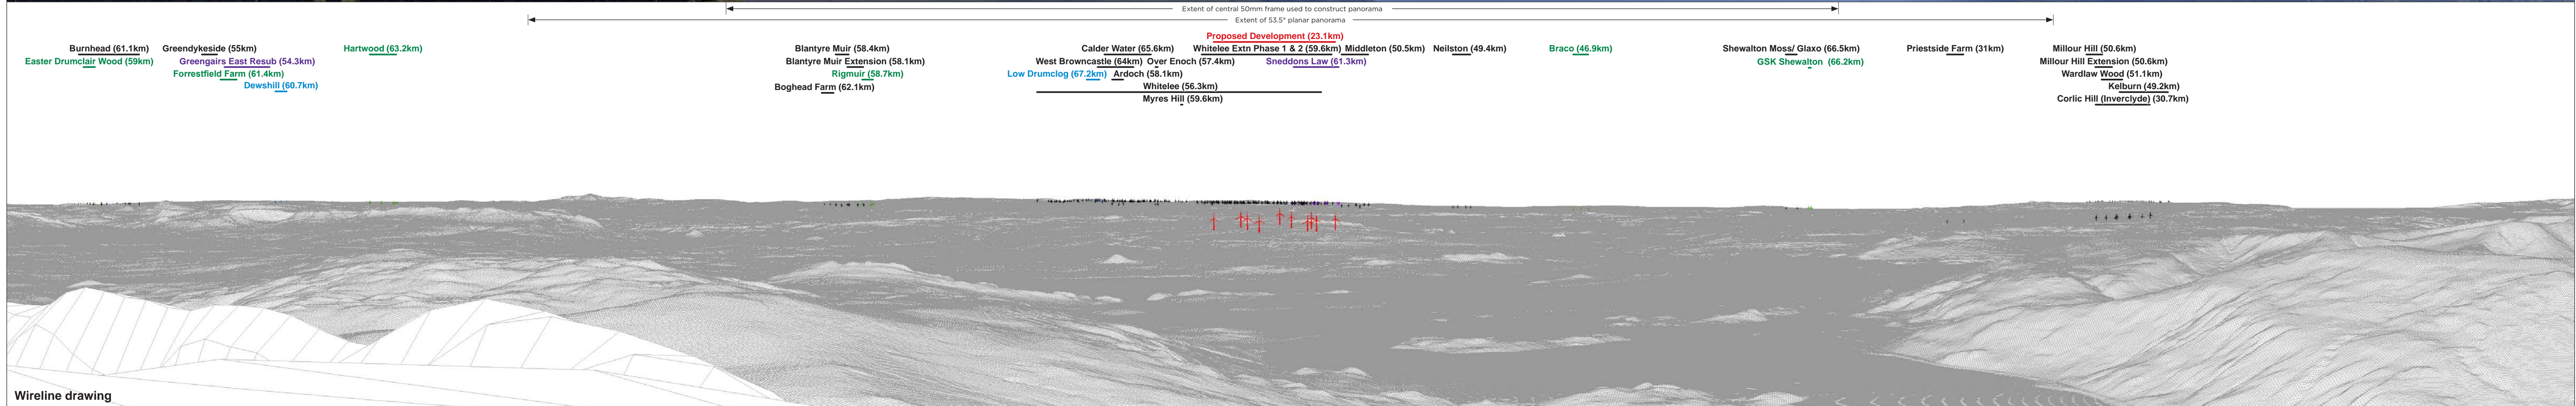 Extent of central 50mm frame used to construct panorama
Extent of 53.5° planar panorama
Proposed Development (23.1km)
Burnhead (61.1km) Greendykeside (55km) Hartwood (63.2km) Blantyre Muir (58.4km) Calder Water (65.6km) Whitelee Extn Phase 1 & 2 (59.6km) Middleton (50.5km) Neilston (49.4km) Braco (46.9km) Shewalton Moss/ Glaxo (66.5km) Priestside Farm (31km) Millour Hill (50.6km)
Easter Drumclair Wood (59km) Greengairs East Resub (54.3km) Blantyre Muir Extension (58.1km) West Browncastle (64km) Over Enoch (57.4km) Sneddons Law (61.3km) GSK Shewalton (66.2km) Millour Hill Extension (50.6km)
Forrestfield Farm (61.4km) Rigmuir (58.7km) Low Drumclog (67.2km) Ardoch (58.1km) Wardlaw Wood (51.1km)
Dewshill (60.7km) Boghead Farm (62.1km) Whitelee (56.3km) Kelburn (49.2km)
Myres Hill (59.6km) Corlic Hill (Inverclyde) (30.7km)
Wireline drawing